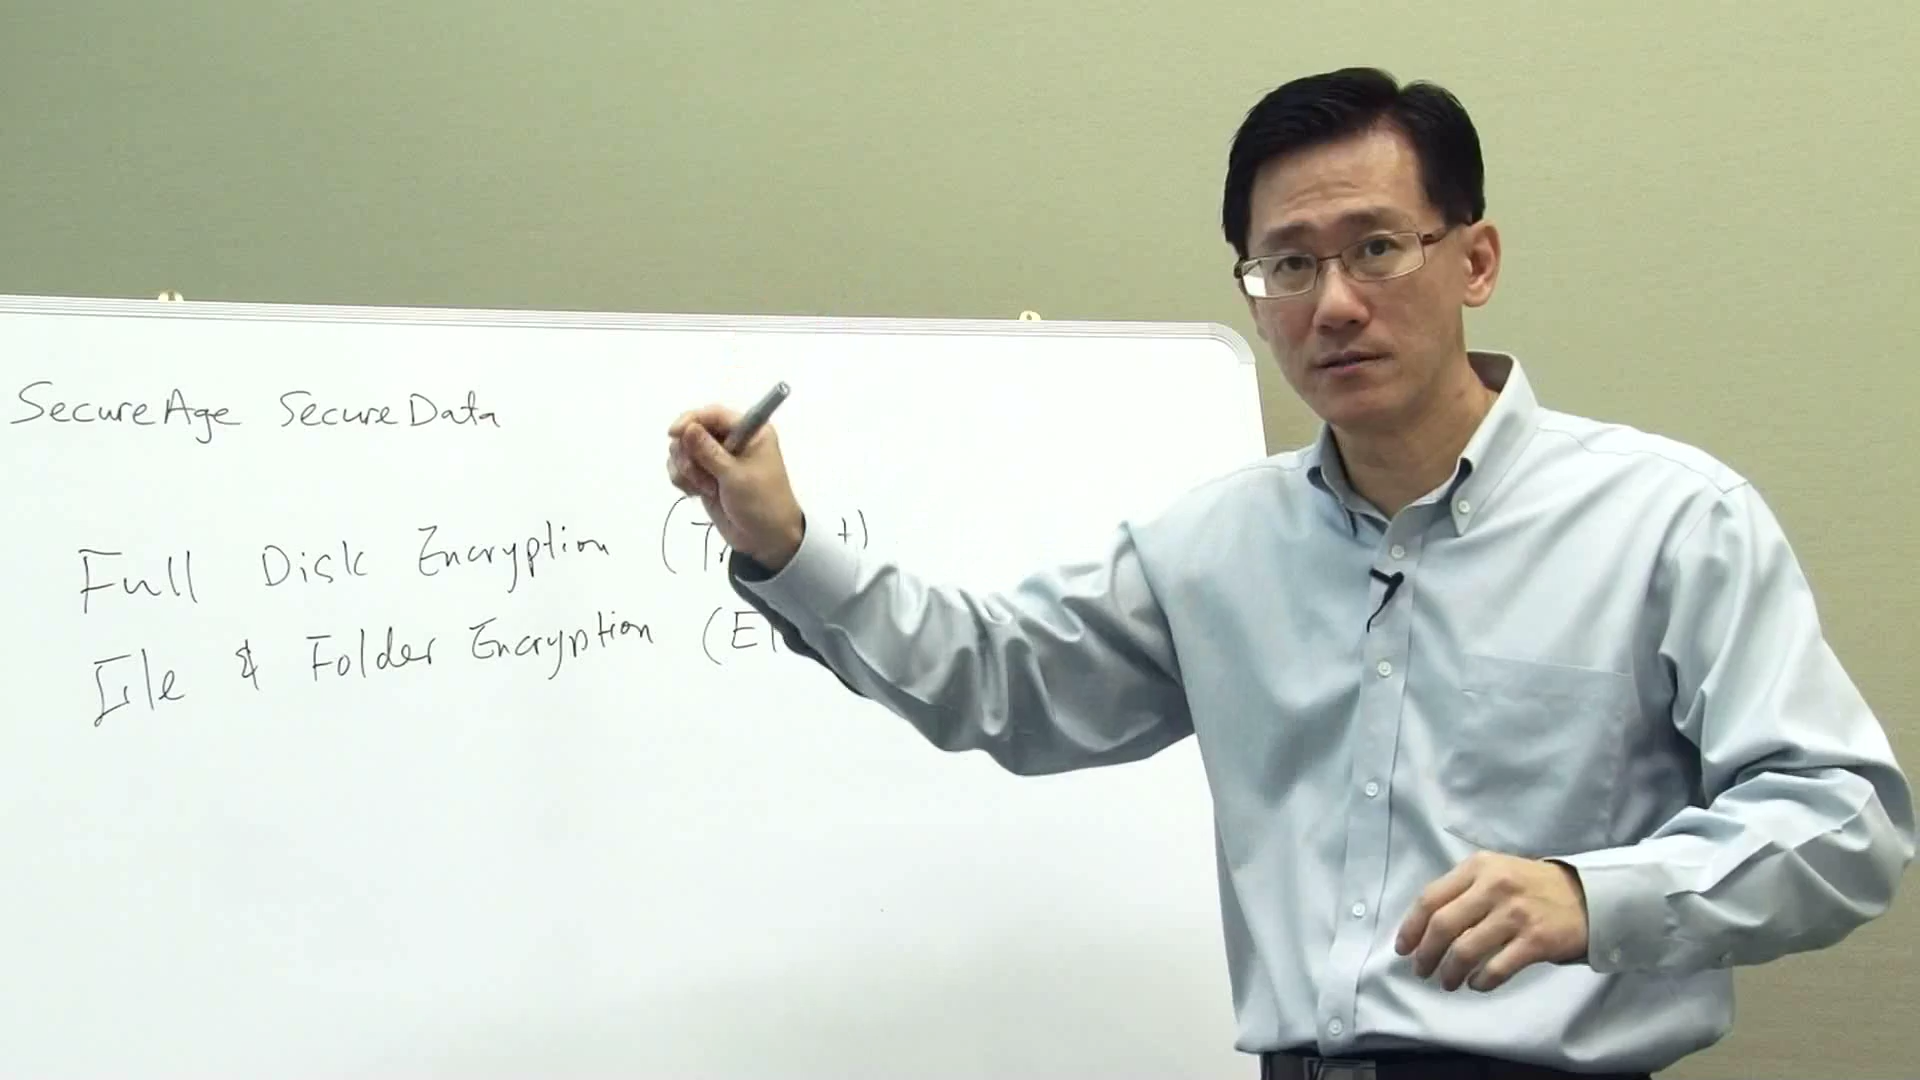 SecureAge SecureData
Full Disk Encryption
File & Folder Encryption